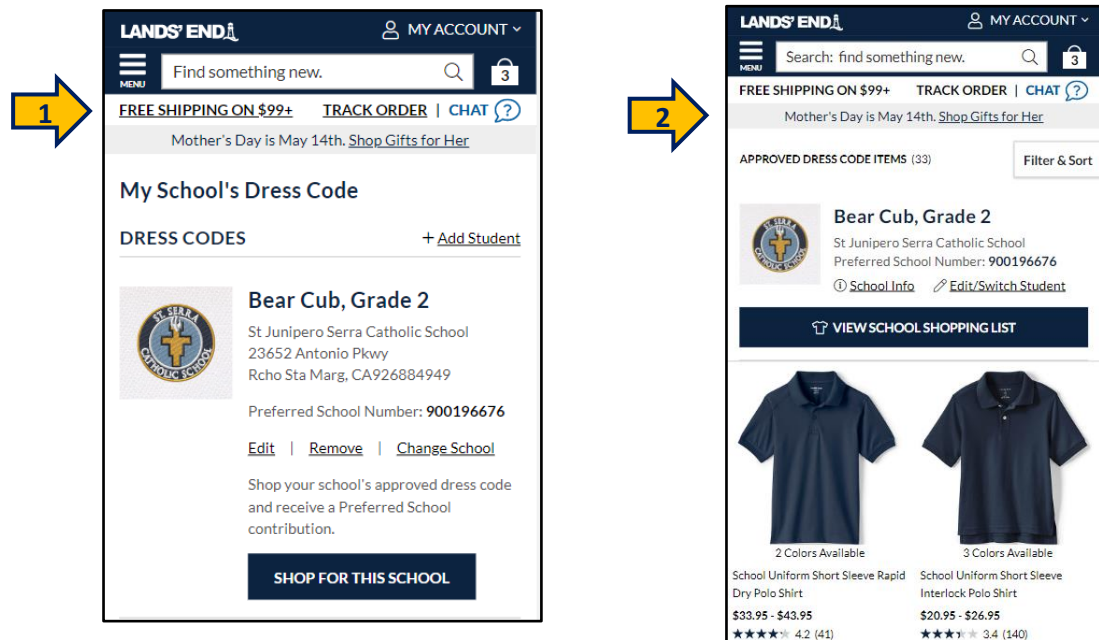 1
LANDS' END
MY ACCOUNT
MENU
Find something new.
3
FREE SHIPPING ON $99+ TRACK ORDER | CHAT ?
Mother's Day is May 14th. Shop Gifts for Her
My School's Dress Code
DRESS CODES + Add Student
ST. SERRA
CATHOLIC SCHOOL
Bear Cub, Grade 2
St Junipero Serra Catholic School
23652 Antonio Pkwy
Rcho Sta Marg, CA926884949
Preferred School Number: 900196676
Edit | Remove | Change School
Shop your school's approved dress code
and receive a Preferred School
contribution.
SHOP FOR THIS SCHOOL
2
LANDS' END
MY ACCOUNT
MENU
Search: find something new.
3
FREE SHIPPING ON $99+ TRACK ORDER | CHAT ?
Mother's Day is May 14th. Shop Gifts for Her
APPROVED DRESS CODE ITEMS (33) Filter & Sort
ST. SERRA
CATHOLIC SCHOOL
Bear Cub, Grade 2
St Junipero Serra Catholic School
Preferred School Number: 900196676
School Info Edit/Switch Student
VIEW SCHOOL SHOPPING LIST
2 Colors Available
School Uniform Short Sleeve Rapid
Dry Polo Shirt
$33.95 - $43.95
4.2 (41)
3 Colors Available
School Uniform Short Sleeve
Interlock Polo Shirt
$20.95 - $26.95
3.4 (140)